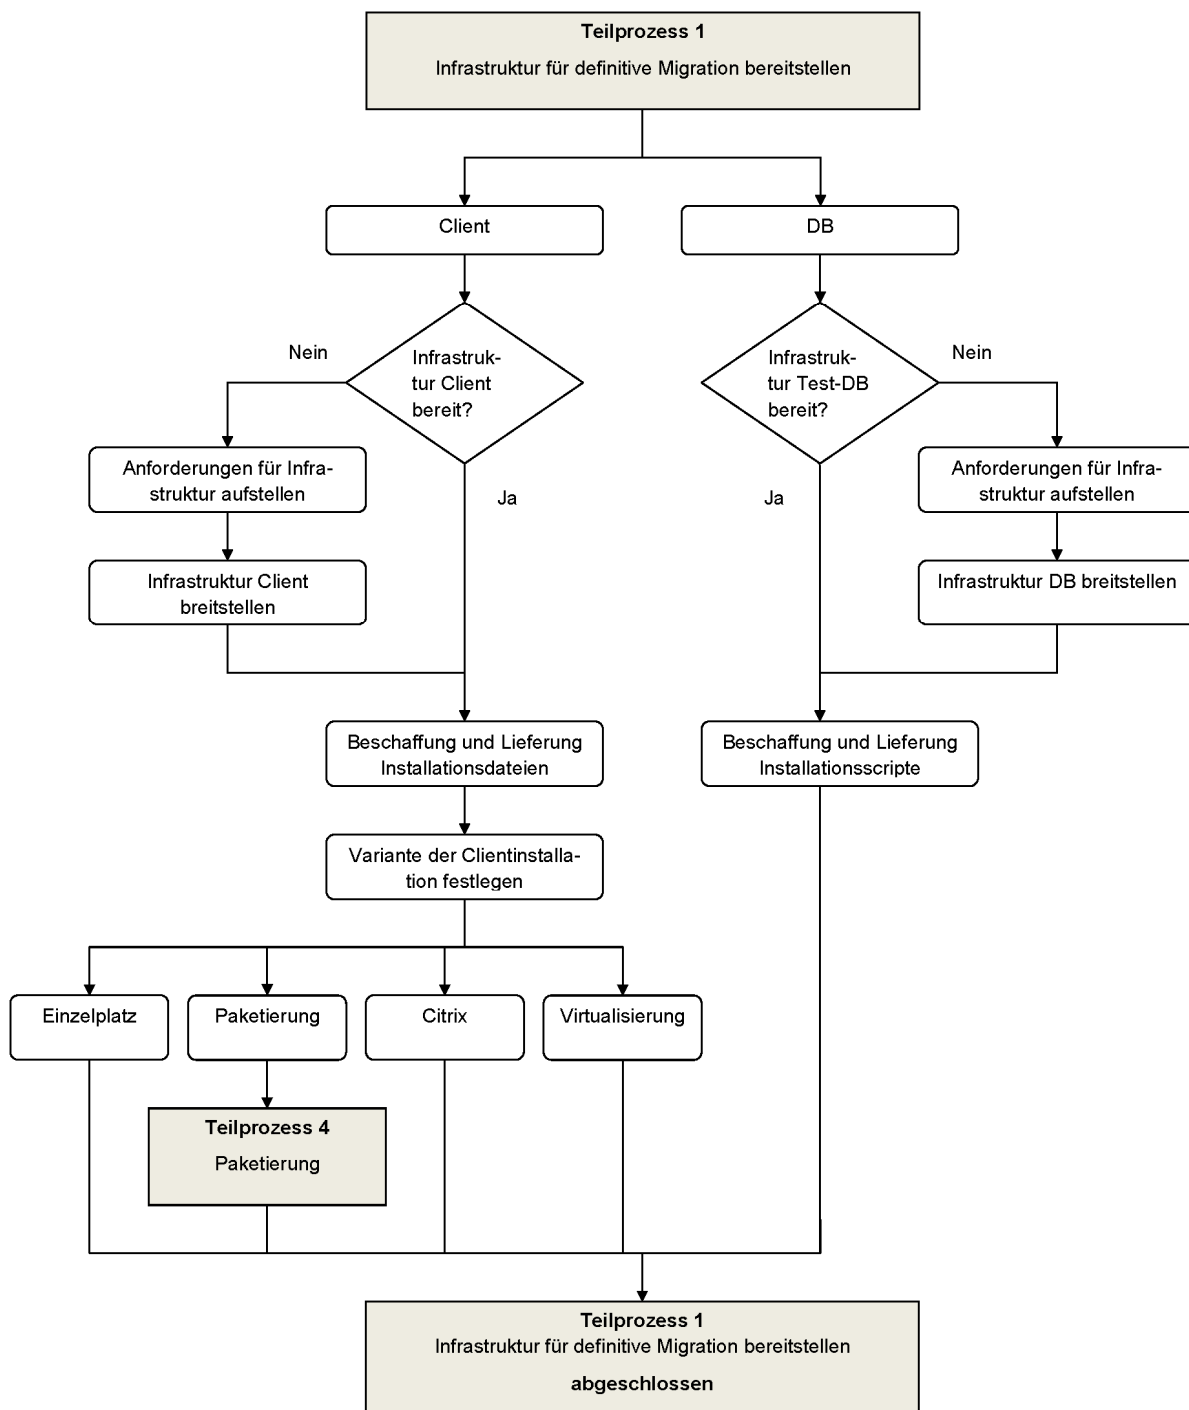 Teilprozess 1
Infrastruktur für definitive Migration bereitstellen
Client
DB
Nein
Infrastruk-
tur Client
bereit?
Infrastruk-
tur Test-DB
bereit?
Nein
Anforderungen für Infra-
struktur aufstellen
Ja
Ja
Anforderungen für Infra-
struktur aufstellen
Infrastruktur Client
breitstellen
Infrastruktur DB breitstellen
Beschaffung und Lieferung
Installationsdateien
Beschaffung und Lieferung
Installationsscripte
Variante der Clientinstalla-
tion festlegen
Einzelplatz
Paketierung
Citrix
Virtualisierung
Teilprozess 4
Paketierung
Teilprozess 1
Infrastruktur für definitive Migration bereitstellen
abgeschlossen